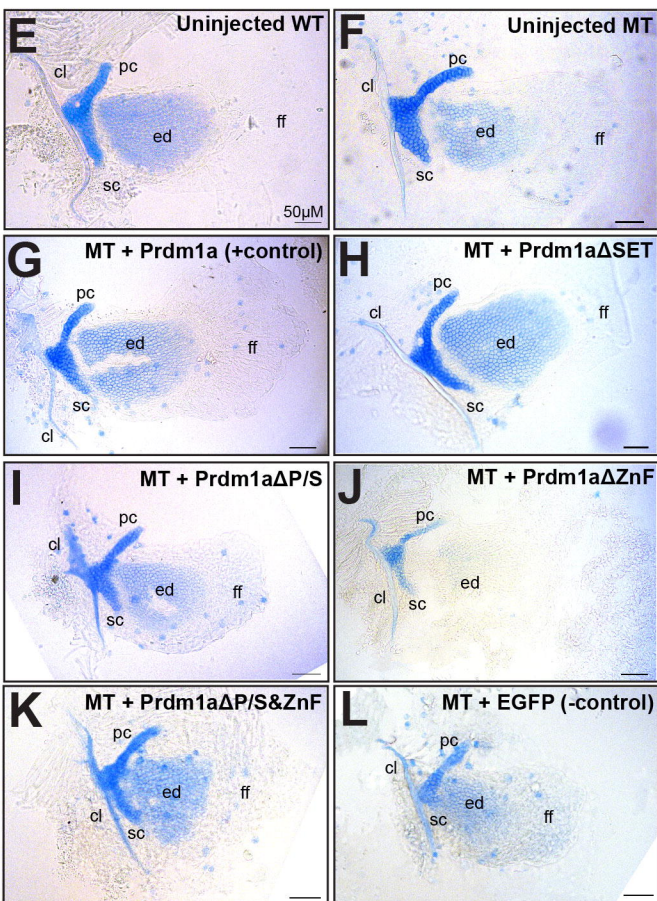 E Uninjected WT
cl pc
ed ff
sc
50µM
F Uninjected MT
cl pc
ed ff
sc
G MT + Prdm1a (+control)
pc
ed ff
sc
cl
H MT + Prdm1aΔSET
cl pc
ed ff
sc
I MT + Prdm1aΔP/S
cl pc
ed ff
sc
J MT + Prdm1aΔZnF
pc
ed
cl sc
K MT + Prdm1aΔP/S&ZnF
pc
ed ff
cl sc
L MT + EGFP (-control)
cl pc
ed ff
sc